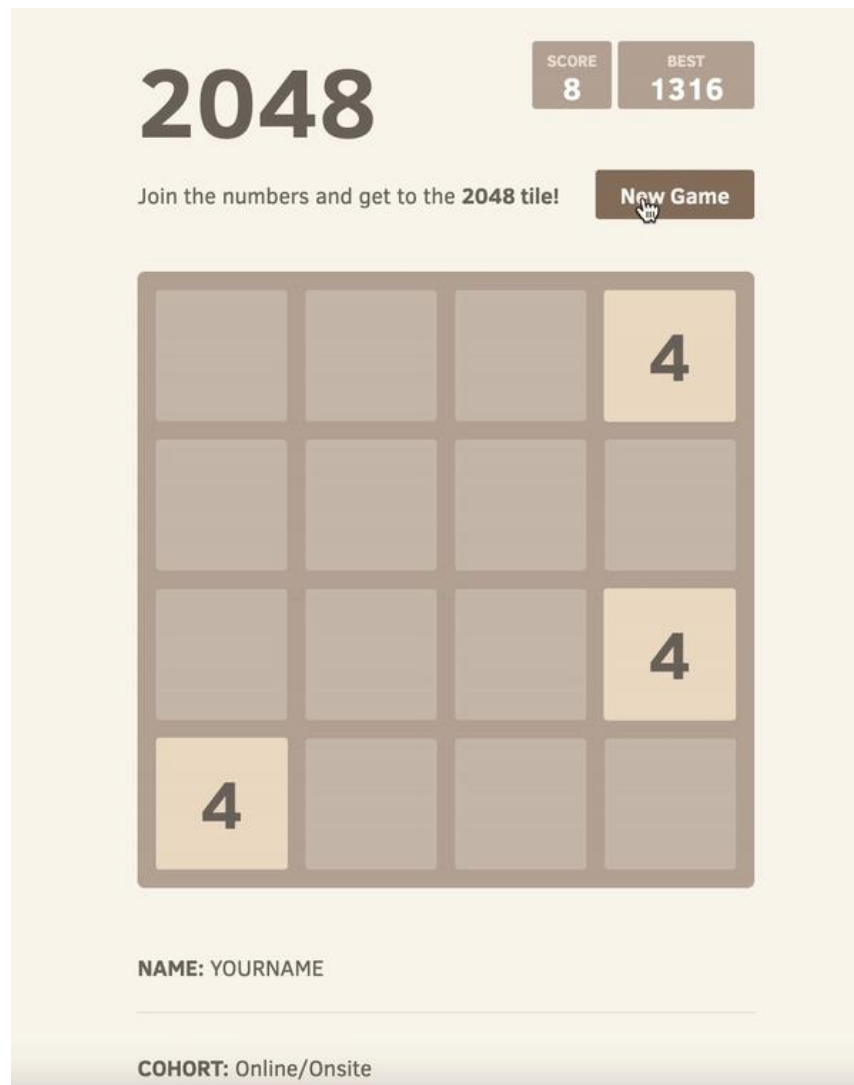 2048
SCORE
8
BEST
1316
Join the numbers and get to the 2048 tile!
New Game
4
4
4
NAME: YOURNAME
COHORT: Online/Onsite